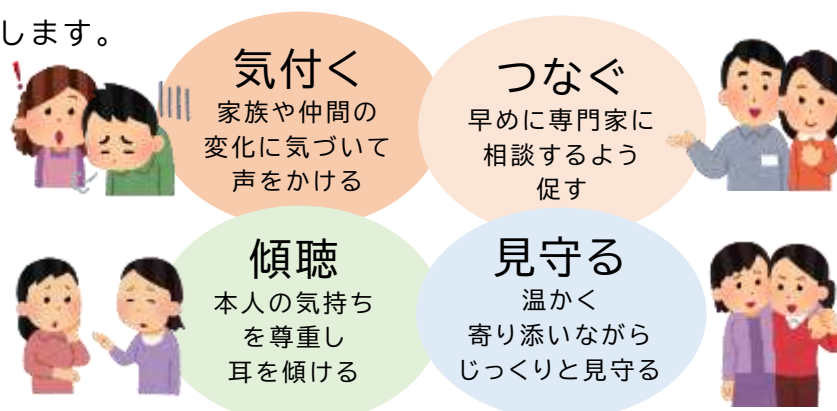 します。
気付く
家族や仲間の
変化に気づいて
声をかける
つなぐ
早めに専門家に
相談するよう
促す
傾聴
本人の気持ち
を尊重し
耳を傾ける
見守る
温かく
寄り添いながら
じっくりと見守る